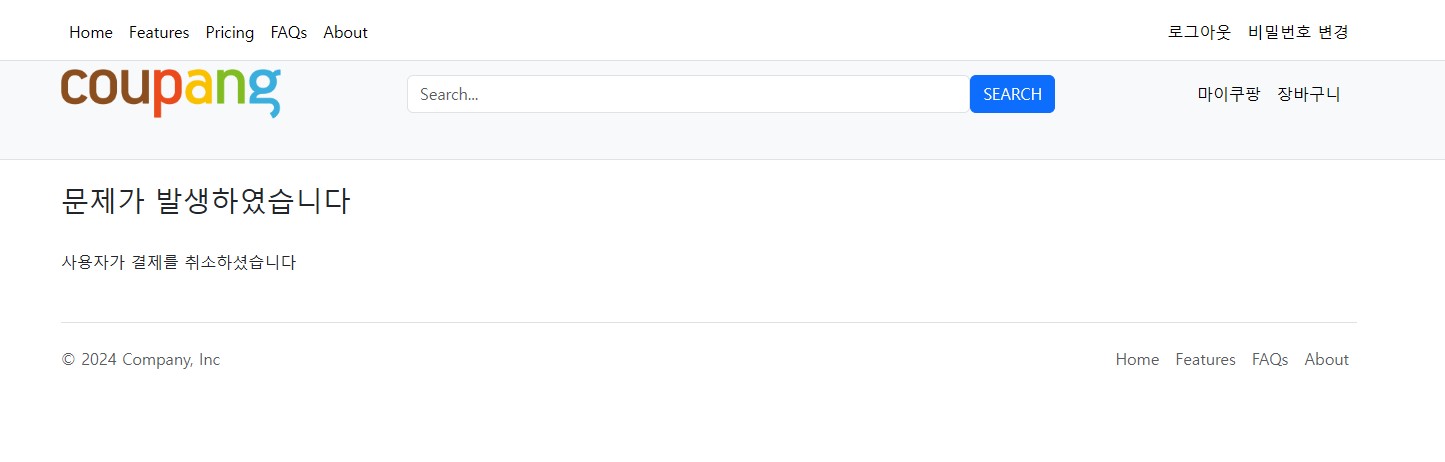 Home Features Pricing FAQs About 로그아웃 비밀번호 변경
coupang Search... SEARCH 마이쿠팡 장바구니
문제가 발생하였습니다
사용자가 결제를 취소하셨습니다
© 2024 Company, Inc Home Features FAQs About